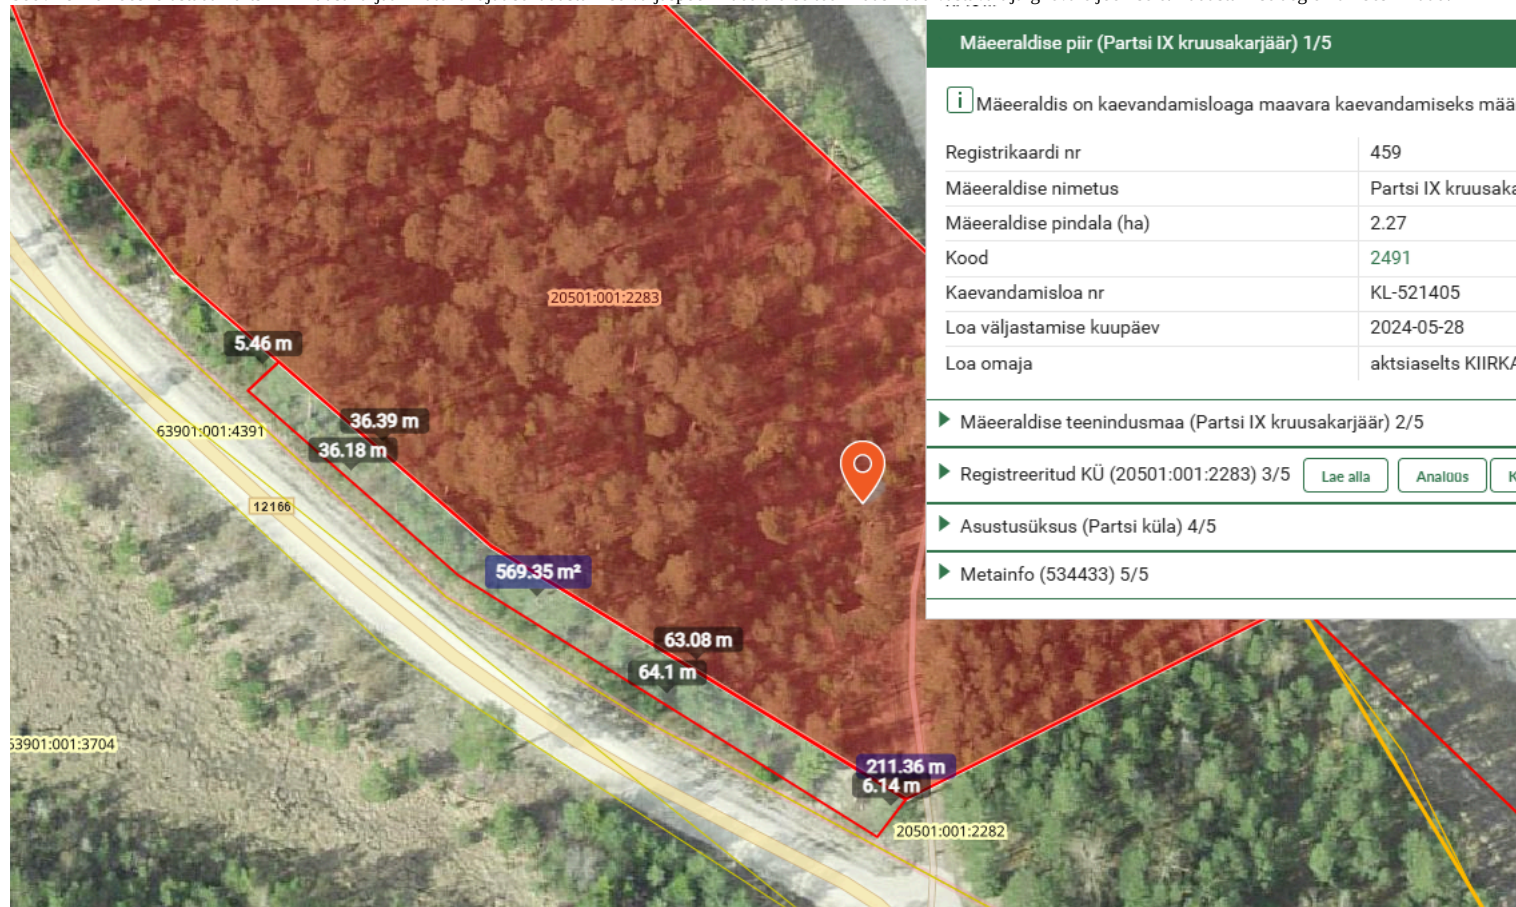 Mäeeraldise piir (Partsi IX kruusakarjäär) 1/5
i Mäeeraldis on kaevandamisloaga maavara kaevandamiseks mää
Registrikaardi nr 459
Mäeeraldise nimetus Partsi IX kruusaka
Mäeeraldise pindala (ha) 2.27
Kood 2491
Kaevandamisloa nr KL-521405
Loa väljastamise kuupäev 2024-05-28
Loa omaja aktsiaselts KIIRKA
Mäeeraldise teenindusmaa (Partsi IX kruusakarjäär) 2/5
Registreeritud KÜ (20501:001:2283) 3/5 Lae alla Analüüs K
Asustusüksus (Partsi küla) 4/5
Metainfo (534433) 5/5
20501:001:2283
5.46 m
36.39 m
63901:001:4391
36.18 m
12166
569.35 m²
63.08 m
64.1 m
63901:001:3704
211.36 m
6.14 m
20501:001:2282